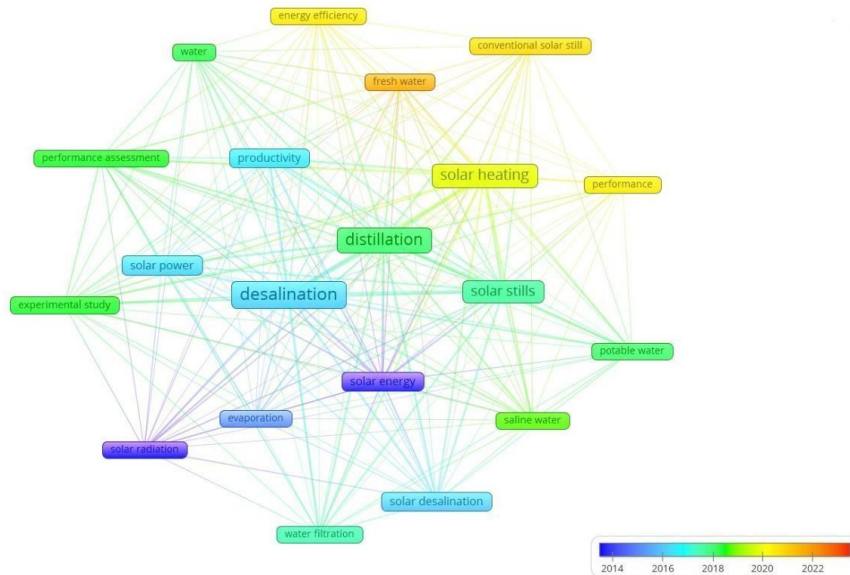 energy efficiency
conventional solar still
water
fresh water
performance assessment
productivity
solar heating
performance
distillation
solar power
desalination
solar stills
experimental study
potable water
solar energy
evaporation
saline water
solar radiation
solar desalination
water filtration
2014 2016 2018 2020 2022